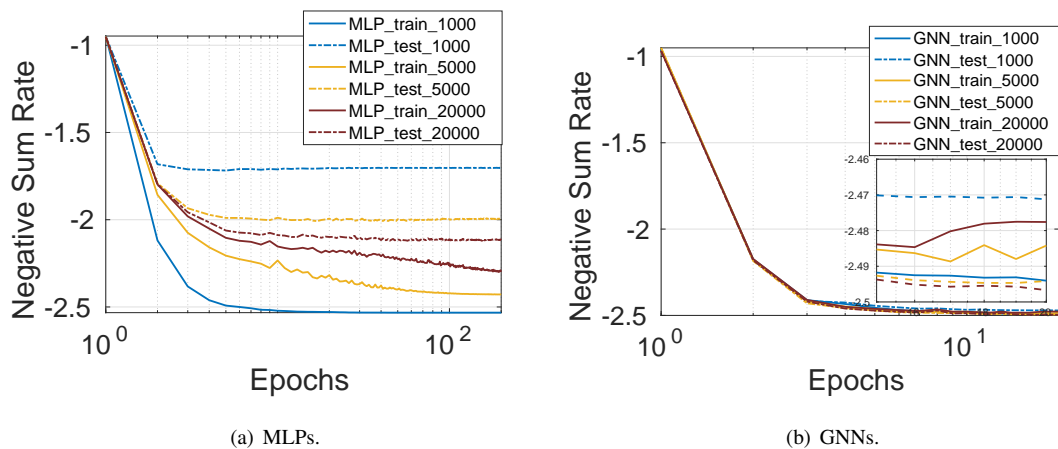 MLP_train_1000
MLP_test_1000
MLP_train_5000
MLP_test_5000
MLP_train_20000
MLP_test_20000
-1
-1.5
-2
-2.5
10^0
10^2
Negative Sum Rate
Epochs
(a) MLPs.
GNN_train_1000
GNN_test_1000
GNN_train_5000
GNN_test_5000
GNN_train_20000
GNN_test_20000
-1
-1.5
-2
-2.5
-2.46
-2.47
-2.48
-2.49
-2.5
10^0
10^1
Negative Sum Rate
Epochs
(b) GNNs.